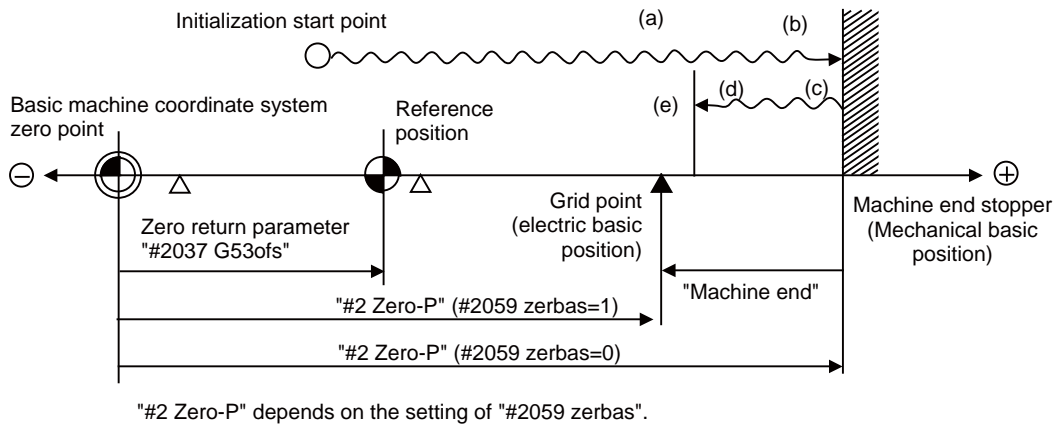 Initialization start point
(a)
(b)
Basic machine coordinate system
zero point
Reference
position
(e)
(d)
(c)
−
+
Zero return parameter
"#2037 G53ofs"
Grid point
(electric basic
position)
Machine end stopper
(Mechanical basic
position)
"Machine end"
"#2 Zero-P" (#2059 zerbas=1)
"#2 Zero-P" (#2059 zerbas=0)
"#2 Zero-P" depends on the setting of "#2059 zerbas".